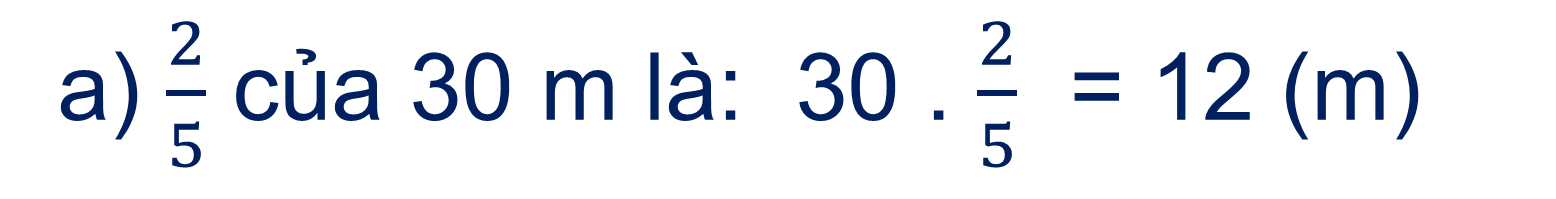 a) 2/5 của 30 m là: 30 . 2/5 = 12 (m)